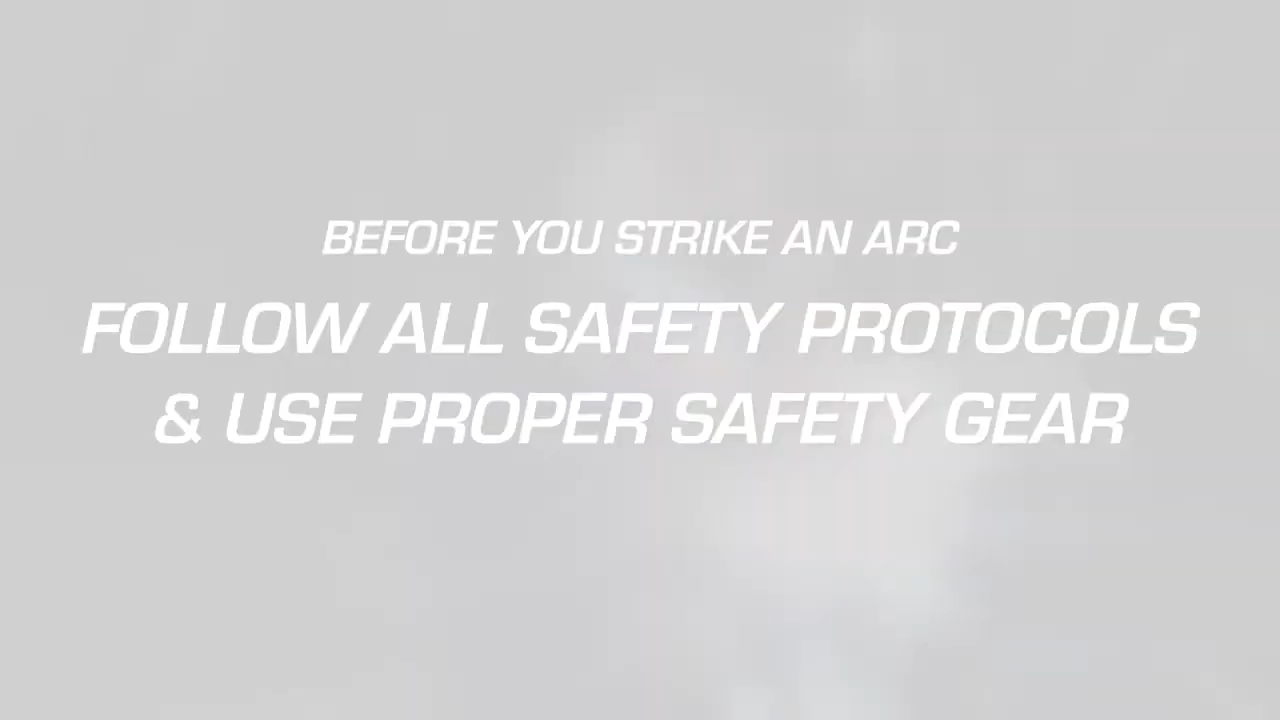 BEFORE YOU STRIKE AN ARC
FOLLOW ALL SAFETY PROTOCOLS
& USE PROPER SAFETY GEAR